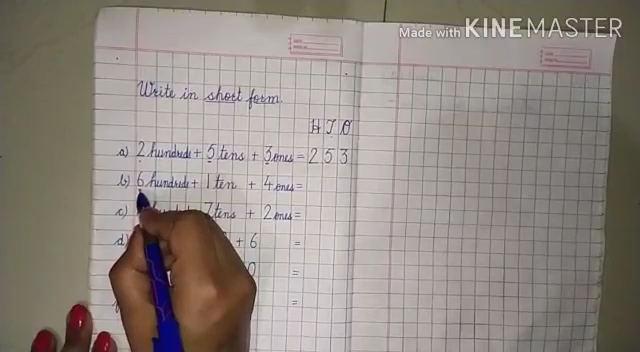 Made with KINEMASTER
Write in short form.
H T O
a) 2 hundreds + 5 tens + 3 ones = 2 5 3
b) 6 hundreds + 1 ten + 4 ones =
c) 7 tens + 2 ones =
d) + 6 =
0 =
=